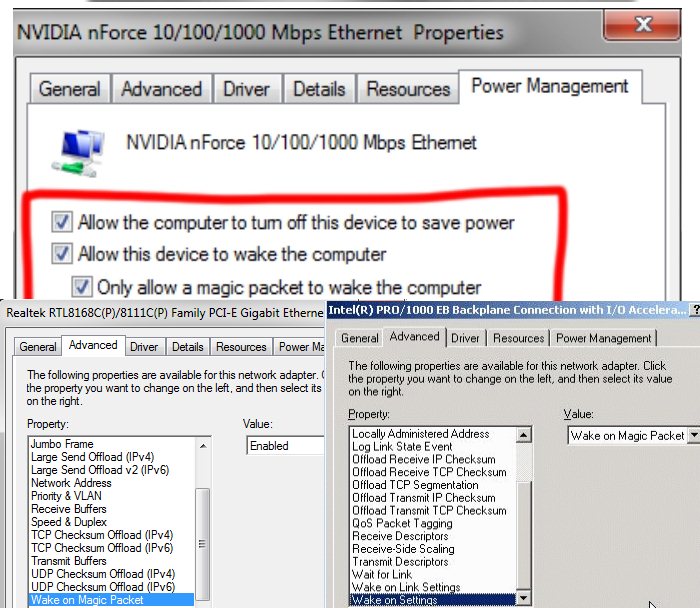 NVIDIA nForce 10/100/1000 Mbps Ethernet Properties
General Advanced Driver Details Resources Power Management
NVIDIA nForce 10/100/1000 Mbps Ethernet
Allow the computer to turn off this device to save power
Allow this device to wake the computer
Only allow a magic packet to wake the computer
Realtek RTL8168C(P)/8111C(P) Family PCI-E Gigabit Etherne
General Advanced Driver Details Resources Power Ma
The following properties are available for this network adapter. C
the property you want to change on the left, and then select its
on the right.
Property: Value:
Jumbo Frame
Large Send Offload (IPv4)
Large Send Offload v2 (IPv6)
Network Address
Priority & VLAN
Receive Buffers
Speed & Duplex
TCP Checksum Offload (IPv4)
TCP Checksum Offload (IPv6)
Transmit Buffers
UDP Checksum Offload (IPv4)
UDP Checksum Offload (IPv6)
Wake on Magic Packet
Enabled
Intel(R) PRO/1000 EB Backplane Connection with I/O Accelera... ?
General Advanced Driver Resources Power Management
The following properties are available for this network adapter. Click
the property you want to change on the left, and then select its value
on the right.
Property: Value:
Locally Administered Address
Log Link State Event
Offload Receive IP Checksum
Offload Receive TCP Checksum
Offload TCP Segmentation
Offload Transmit IP Checksum
Offload Transmit TCP Checksum
QoS Packet Tagging
Receive Descriptors
Receive-Side Scaling
Transmit Descriptors
Wait for Link
Wake on Link Settings
Wake on Settings
Wake on Magic Packet